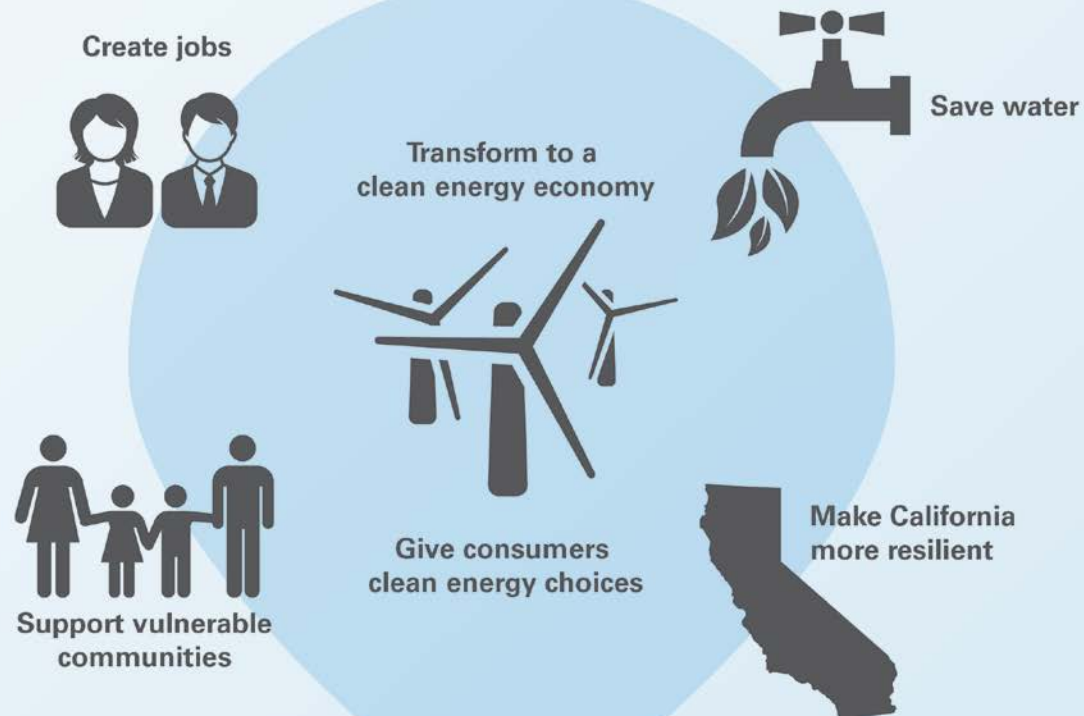 Create jobs
Save water
Transform to a
clean energy economy
Give consumers
clean energy choices
Make California
more resilient
Support vulnerable
communities